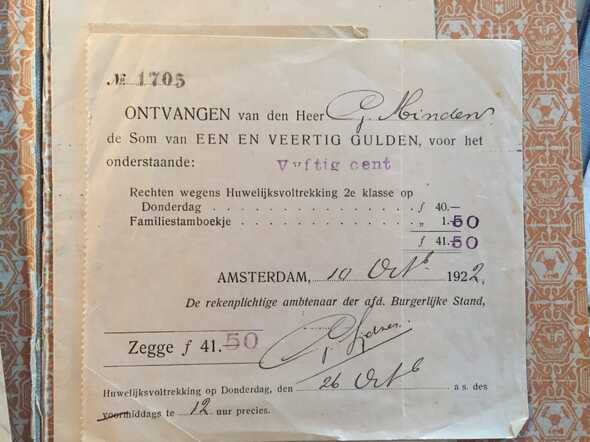 № 1705
ONTVANGEN van den Heer G. Minden
de Som van EEN EN VEERTIG GULDEN, voor het
onderstaande: Vyftig cent
Rechten wegens Huwelijksvoltrekking 2e klasse op
Donderdag . . . . . . . . . . . . . . . ƒ 40.—
Familiestamboekje . . . . . . . . . . . . „ 1.50
ƒ 41.50
AMSTERDAM, 10 Octb 1922.
De rekenplichtige ambtenaar der afd. Burgerlijke Stand,
Zegge ƒ 41.50
Huwelijksvoltrekking op Donderdag, den 26 Octb a s. des
voormiddags te 12 uur precies.